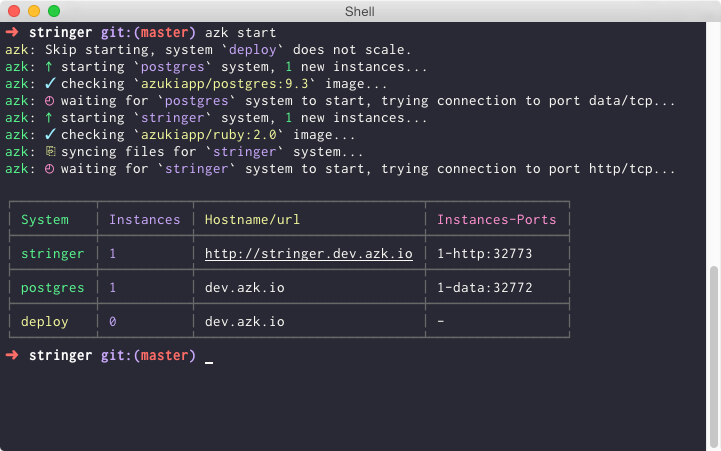 Shell
➜ stringer git:(master) azk start
azk: Skip starting, system `deploy` does not scale.
azk: ↑ starting `postgres` system, 1 new instances...
azk: ✓ checking `azukiapp/postgres:9.3` image...
azk: ◴ waiting for `postgres` system to start, trying connection to port data/tcp...
azk: ↑ starting `stringer` system, 1 new instances...
azk: ✓ checking `azukiapp/ruby:2.0` image...
azk: ⎘ syncing files for `stringer` system...
azk: ◴ waiting for `stringer` system to start, trying connection to port http/tcp...
System Instances Hostname/url Instances-Ports
stringer 1 http://stringer.dev.azk.io 1-http:32773
postgres 1 dev.azk.io 1-data:32772
deploy 0 dev.azk.io -
➜ stringer git:(master) _